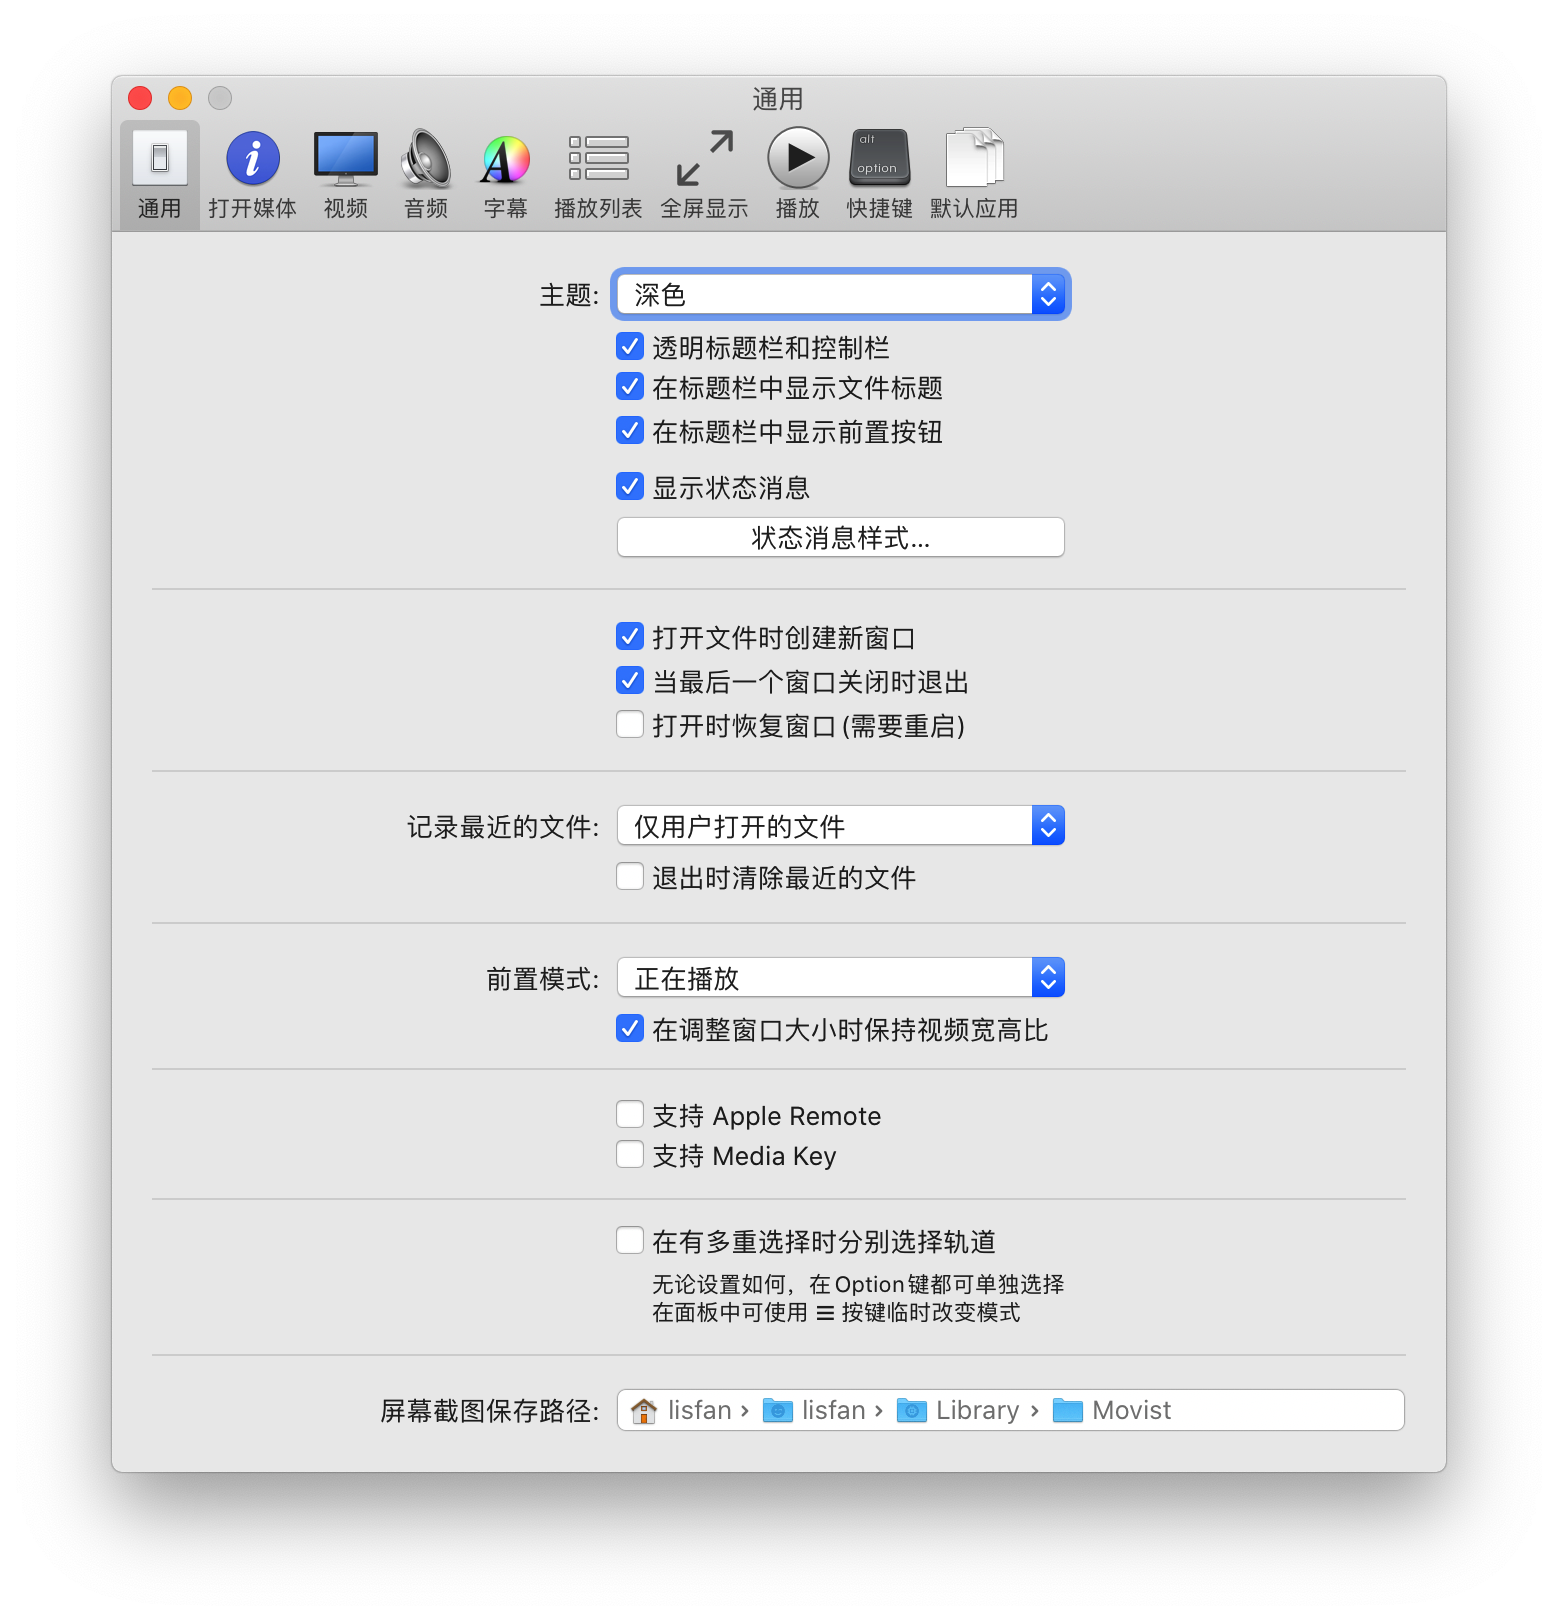 通用
alt
option
通用 打开媒体 视频 音频 字幕 播放列表 全屏显示 播放 快捷键 默认应用
主题: 深色
透明标题栏和控制栏
在标题栏中显示文件标题
在标题栏中显示前置按钮
显示状态消息
状态消息样式...
打开文件时创建新窗口
当最后一个窗口关闭时退出
打开时恢复窗口 (需要重启)
记录最近的文件: 仅用户打开的文件
退出时清除最近的文件
前置模式: 正在播放
在调整窗口大小时保持视频宽高比
支持 Apple Remote
支持 Media Key
在有多重选择时分别选择轨道
无论设置如何，在 Option 键都可单独选择
在面板中可使用 ☰ 按键临时改变模式
屏幕截图保存路径: lisfan › lisfan › Library › Movist